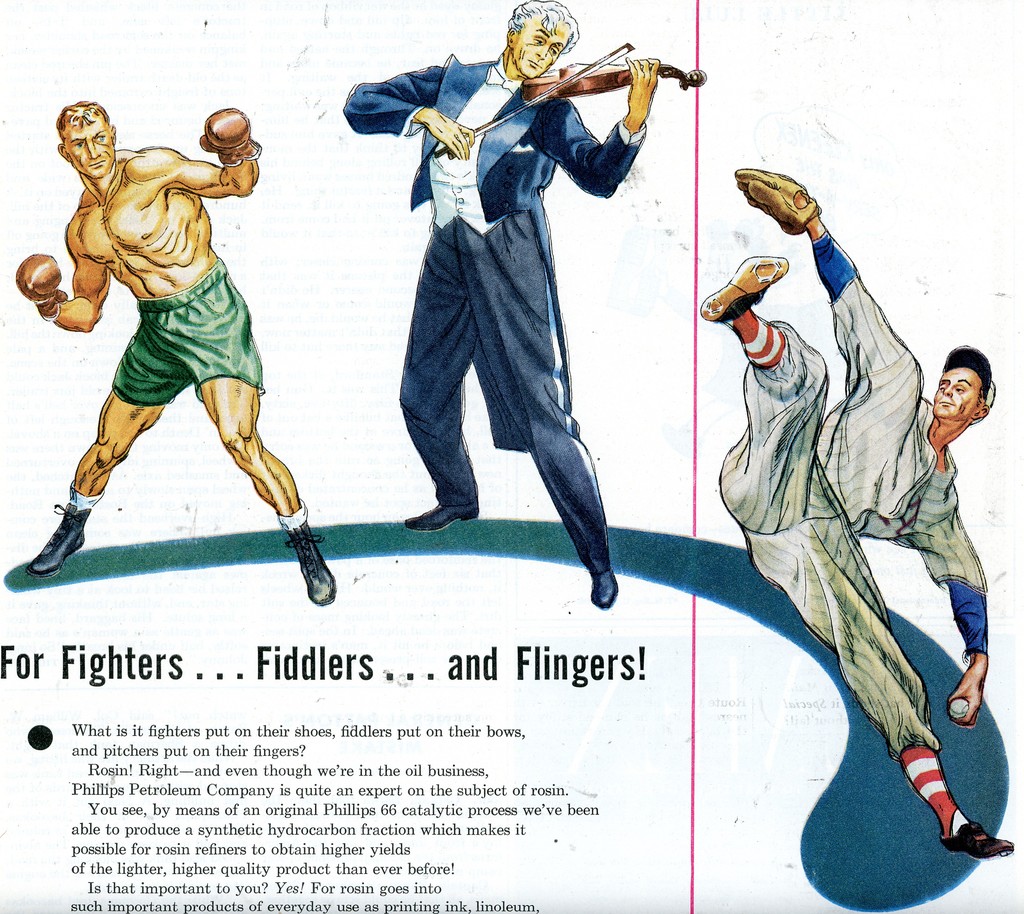 For Fighters . . . Fiddlers . . . and Flingers!
What is it fighters put on their shoes, fiddlers put on their bows,
and pitchers put on their fingers?
Rosin! Right—and even though we're in the oil business,
Phillips Petroleum Company is quite an expert on the subject of rosin.
You see, by means of an original Phillips 66 catalytic process we've been
able to produce a synthetic hydrocarbon fraction which makes it
possible for rosin refiners to obtain higher yields
of the lighter, higher quality product than ever before!
Is that important to you? Yes! For rosin goes into
such important products of everyday use as printing ink, linoleum,